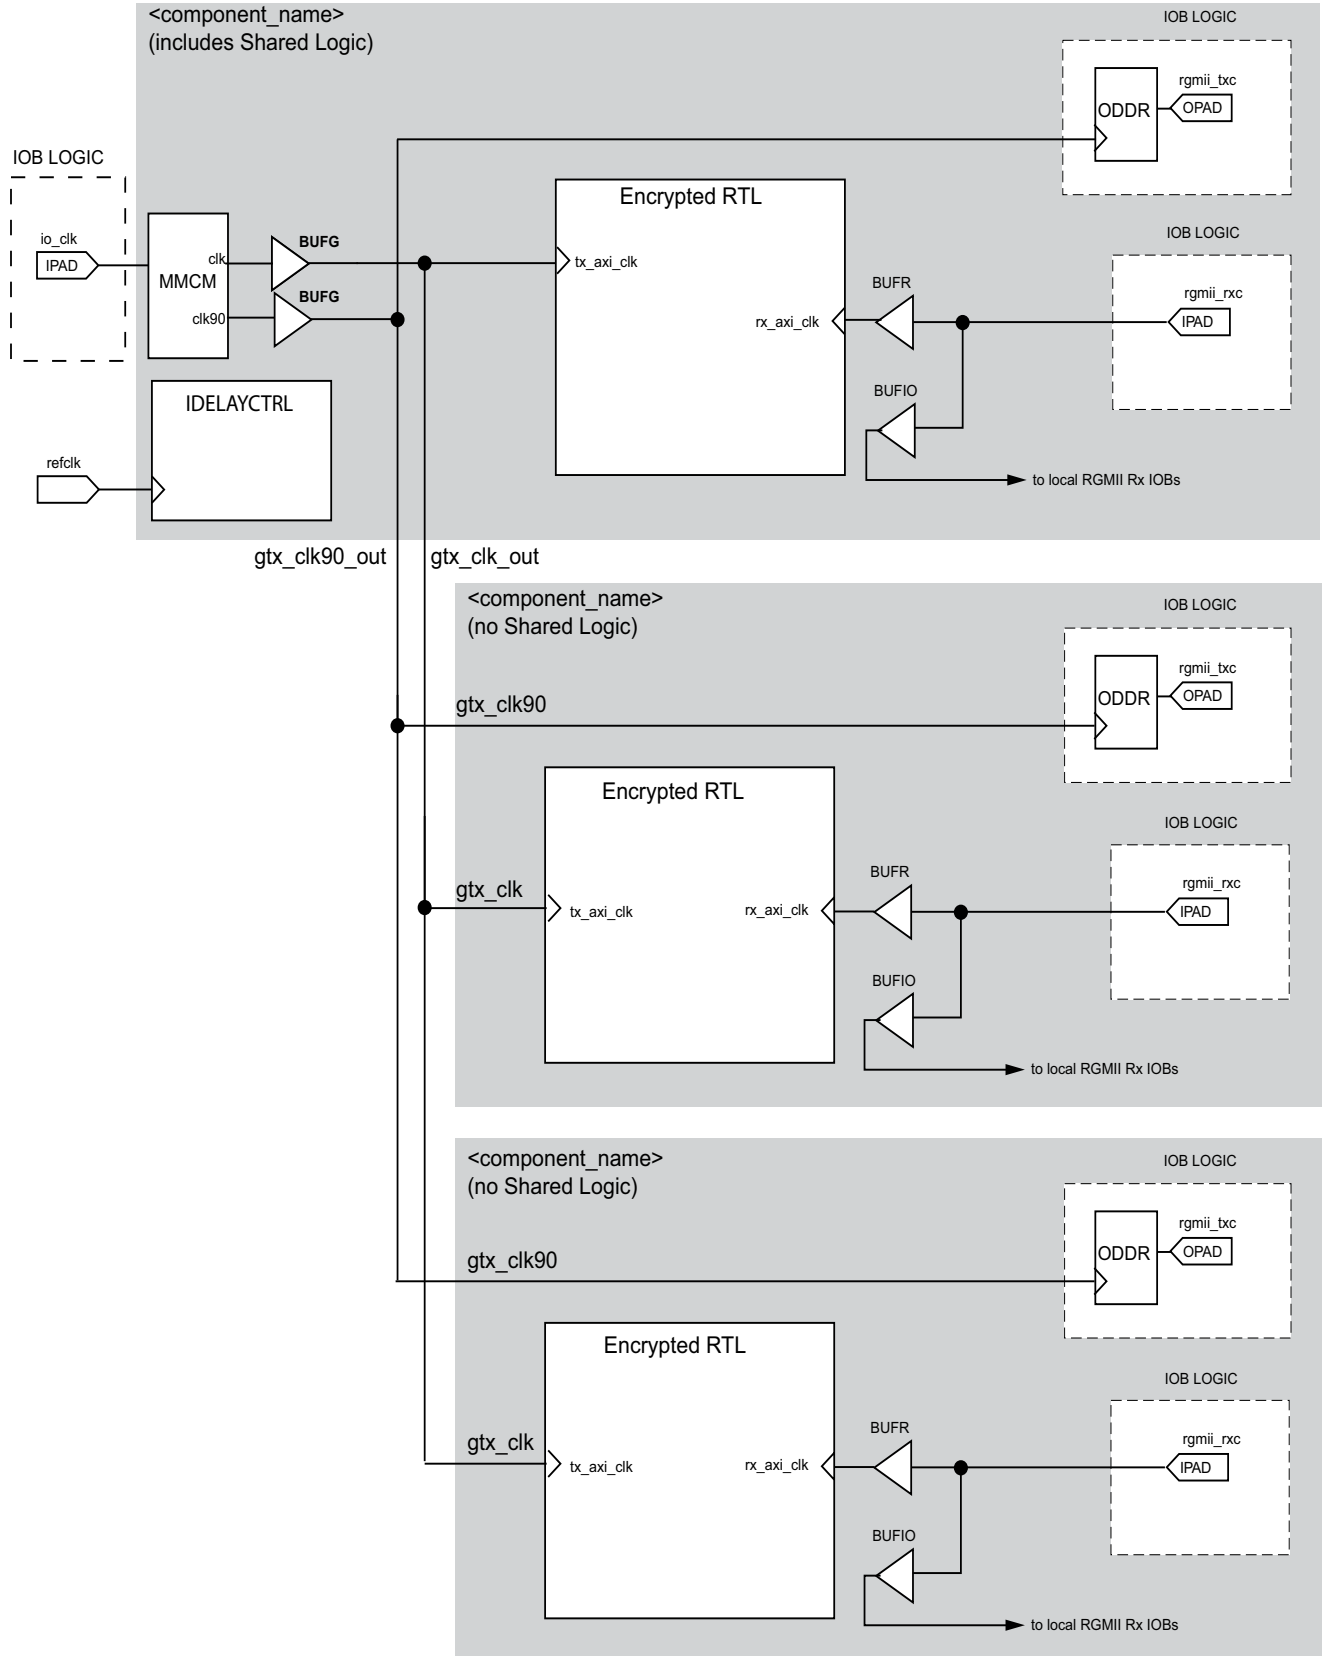 <component_name>
(includes Shared Logic)
IOB LOGIC
rgmii_txc
ODDR
OPAD
IOB LOGIC
io_clk
IPAD
MMCM
clk
clk90
BUFG
BUFG
Encrypted RTL
tx_axi_clk
rx_axi_clk
BUFR
BUFIO
IOB LOGIC
rgmii_rxc
IPAD
to local RGMII Rx IOBs
IDELAYCTRL
refclk
gtx_clk90_out
gtx_clk_out
<component_name>
(no Shared Logic)
IOB LOGIC
rgmii_txc
ODDR
OPAD
gtx_clk90
Encrypted RTL
gtx_clk
tx_axi_clk
rx_axi_clk
BUFR
BUFIO
IOB LOGIC
rgmii_rxc
IPAD
to local RGMII Rx IOBs
<component_name>
(no Shared Logic)
IOB LOGIC
rgmii_txc
ODDR
OPAD
gtx_clk90
Encrypted RTL
gtx_clk
tx_axi_clk
rx_axi_clk
BUFR
BUFIO
IOB LOGIC
rgmii_rxc
IPAD
to local RGMII Rx IOBs